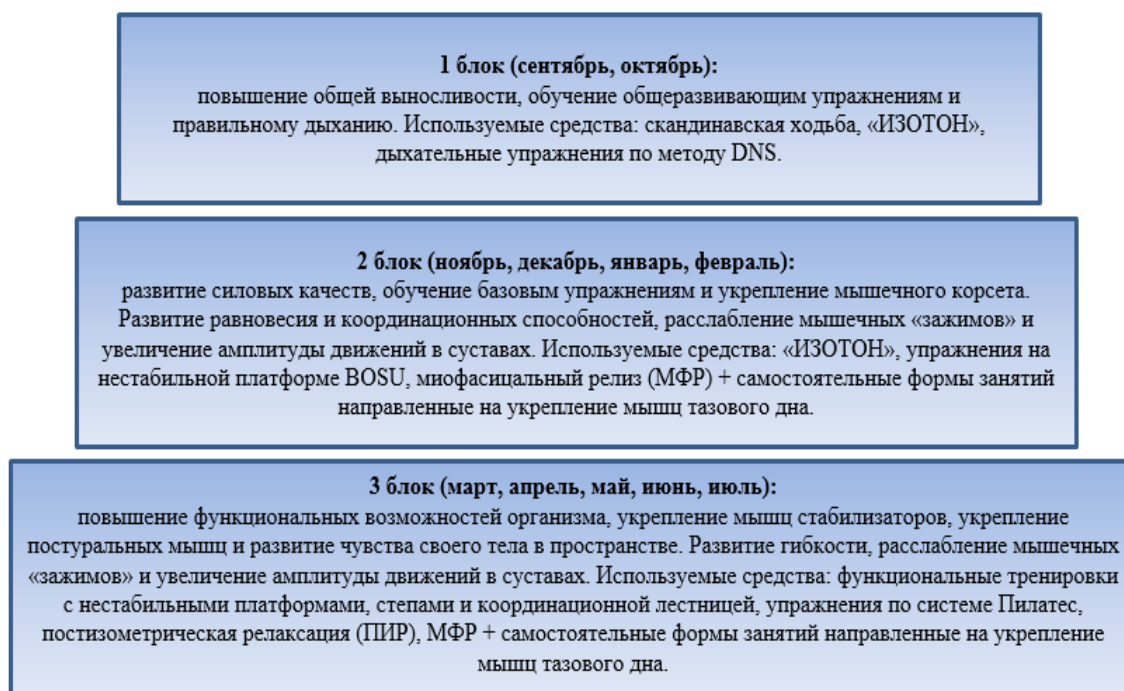 1 блок (сентябрь, октябрь):
повышение общей выносливости, обучение общеразвивающим упражнениям и
правильному дыханию. Используемые средства: скандинавская ходьба, «ИЗОТОН»,
дыхательные упражнения по методу DNS.
2 блок (ноябрь, декабрь, январь, февраль):
развитие силовых качеств, обучение базовым упражнениям и укрепление мышечного корсета.
Развитие равновесия и координационных способностей, расслабление мышечных «зажимов» и
увеличение амплитуды движений в суставах. Используемые средства: «ИЗОТОН», упражнения на
нестабильной платформе BOSU, миофасицальный релиз (МФР) + самостоятельные формы занятий
направленные на укрепление мышц тазового дна.
3 блок (март, апрель, май, июнь, июль):
повышение функциональных возможностей организма, укрепление мышц стабилизаторов, укрепление
постуральных мышц и развитие чувства своего тела в пространстве. Развитие гибкости, расслабление мышечных
«зажимов» и увеличение амплитуды движений в суставах. Используемые средства: функциональные тренировки
с нестабильными платформами, степами и координационной лестницей, упражнения по системе Пилатес,
постизометрическая релаксация (ПИР), МФР + самостоятельные формы занятий направленные на укрепление
мышц тазового дна.